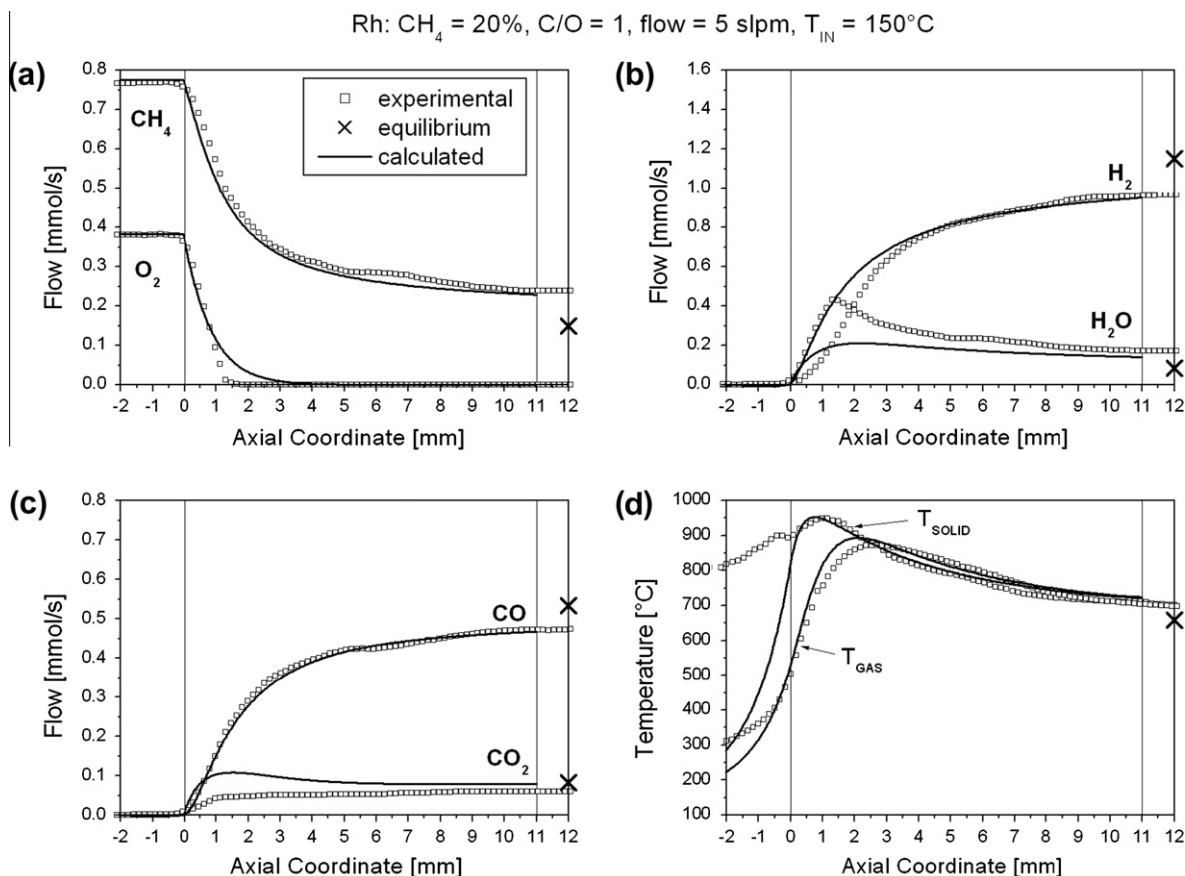 Rh: CH4 = 20%, C/O = 1, flow = 5 slpm, TIN = 150°C
(a)
Flow [mmol/s]
0.8
0.7
0.6
0.5
0.4
0.3
0.2
0.1
0.0
CH4
O2
experimental
equilibrium
calculated
-2 -1 0 1 2 3 4 5 6 7 8 9 10 11 12
Axial Coordinate [mm]
(b)
Flow [mmol/s]
1.6
1.4
1.2
1.0
0.8
0.6
0.4
0.2
0.0
H2
H2O
-2 -1 0 1 2 3 4 5 6 7 8 9 10 11 12
Axial Coordinate [mm]
(c)
Flow [mmol/s]
0.8
0.7
0.6
0.5
0.4
0.3
0.2
0.1
0.0
CO
CO2
-2 -1 0 1 2 3 4 5 6 7 8 9 10 11 12
Axial Coordinate [mm]
(d)
Temperature [°C]
1000
900
800
700
600
500
400
300
200
100
TSOLID
TGAS
-2 -1 0 1 2 3 4 5 6 7 8 9 10 11 12
Axial Coordinate [mm]